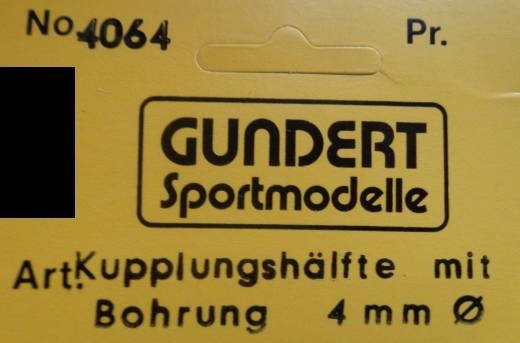 No. 4064 Pr.
GUNDERT
Sportmodelle
Art. Kupplungshälfte mit
Bohrung 4 mm Ø